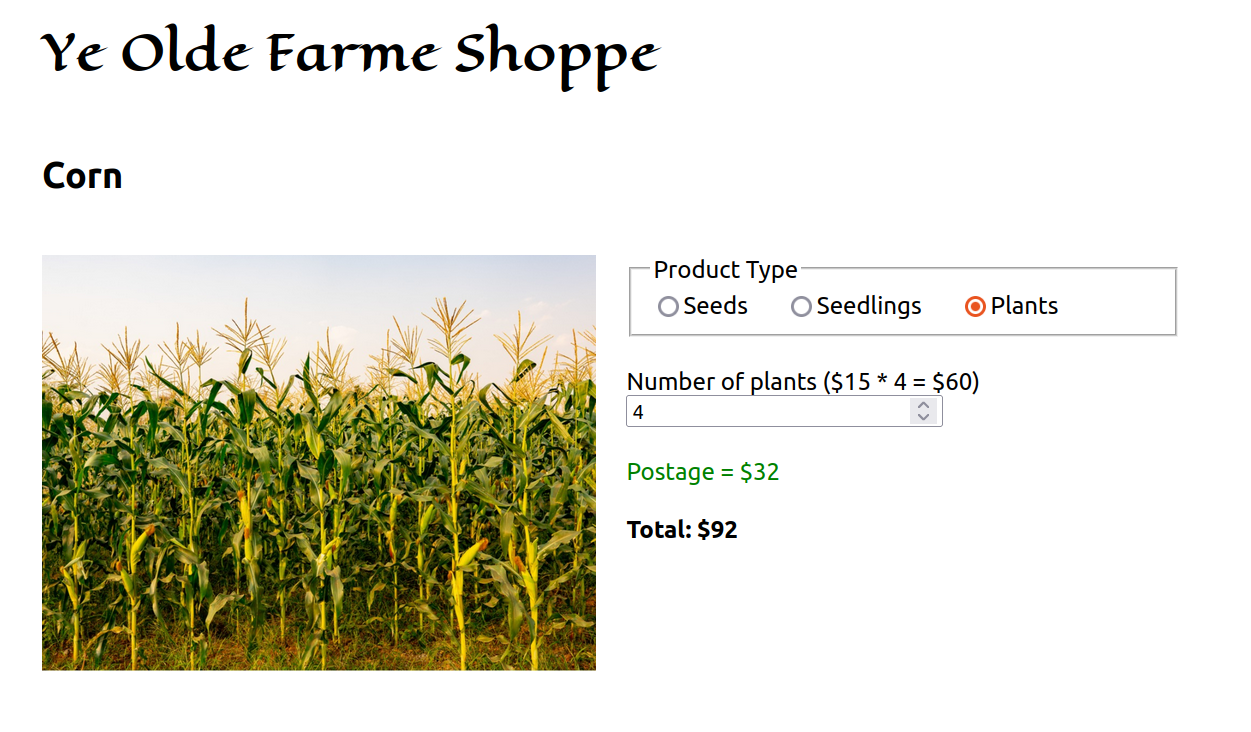 Ye Olde Farme Shoppe
Corn
Product Type
Seeds Seedlings Plants
Number of plants ($15 * 4 = $60)
4
Postage = $32
Total: $92